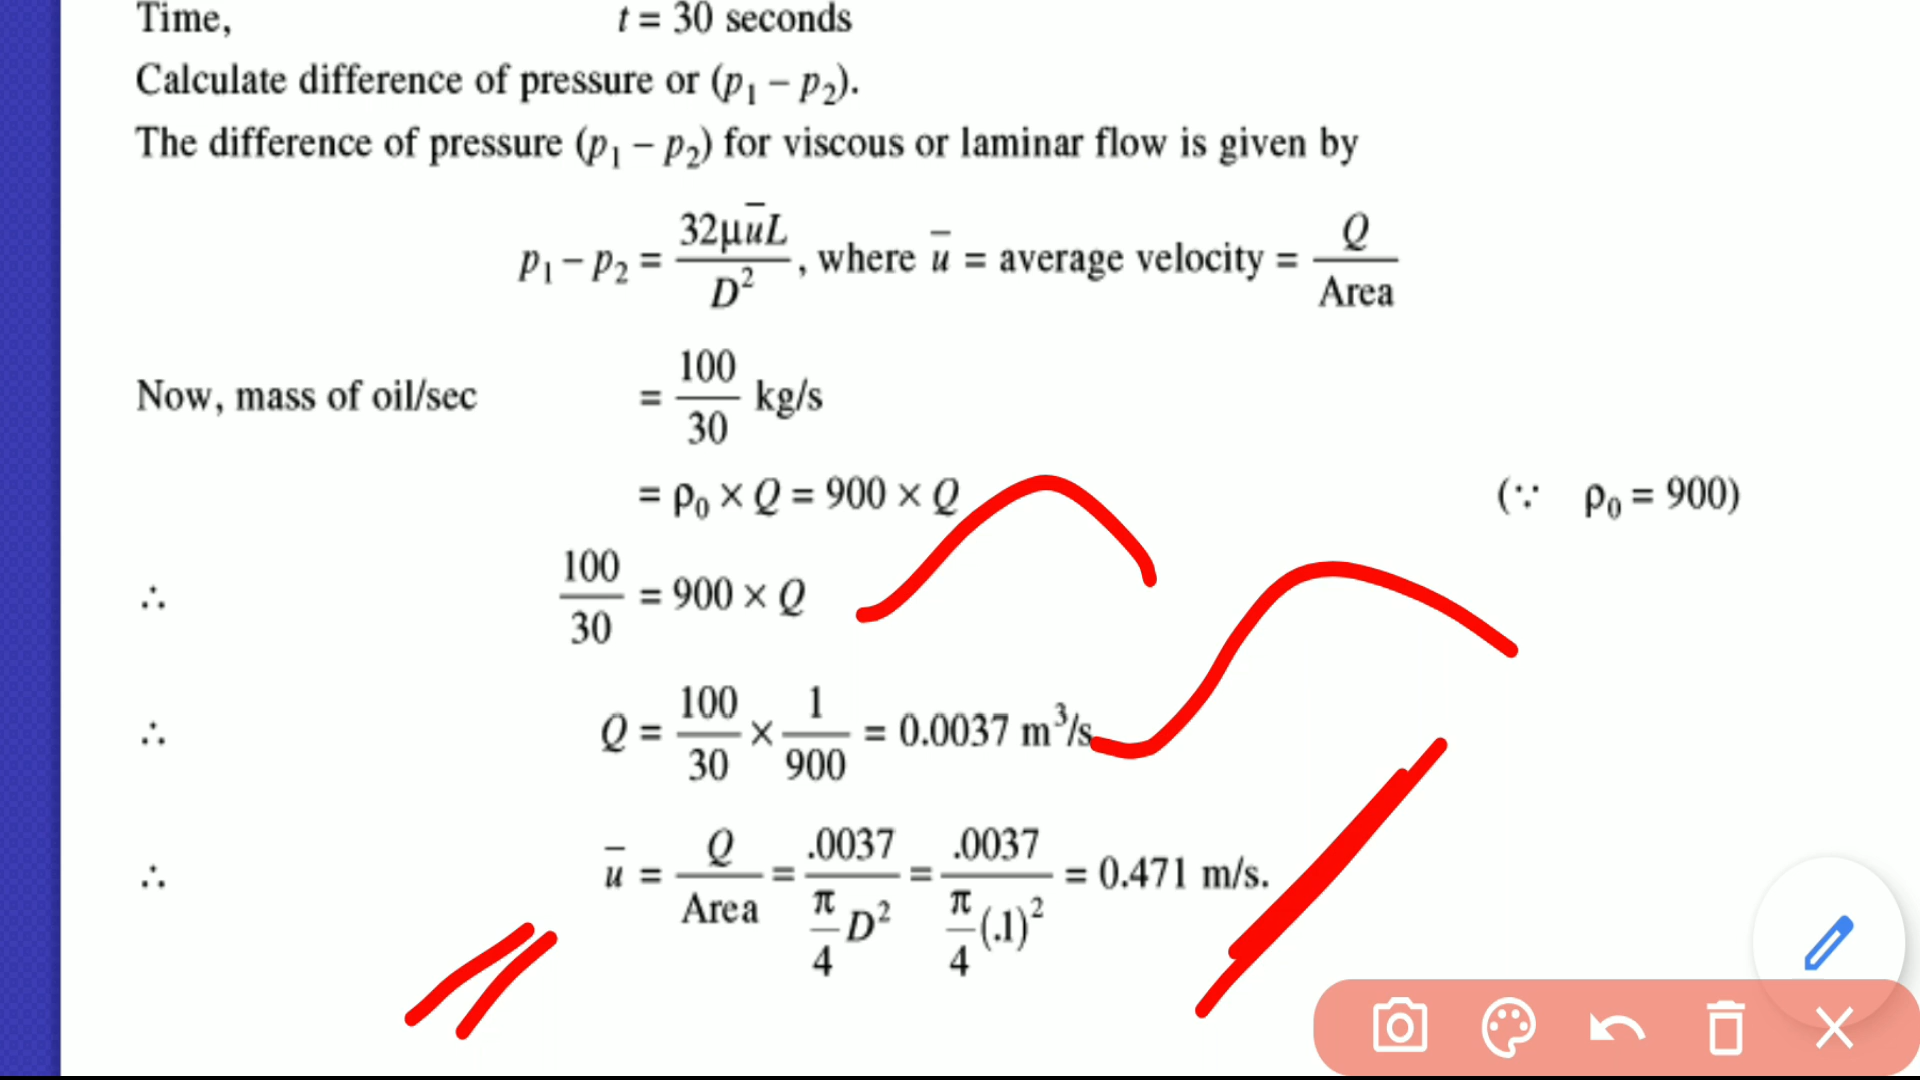 Time, t = 30 seconds
Calculate difference of pressure or (p₁ – p₂).
The difference of pressure (p₁ – p₂) for viscous or laminar flow is given by
p₁ – p₂ = 32μūL / D², where ū = average velocity = Q / Area
Now, mass of oil/sec = 100/30 kg/s
= ρ₀ × Q = 900 × Q (∵ ρ₀ = 900)
∴ 100/30 = 900 × Q
∴ Q = 100/30 × 1/900 = 0.0037 m³/s
∴ ū = Q/Area = .0037 / (π/4 D²) = .0037 / (π/4 (.1)²) = 0.471 m/s.